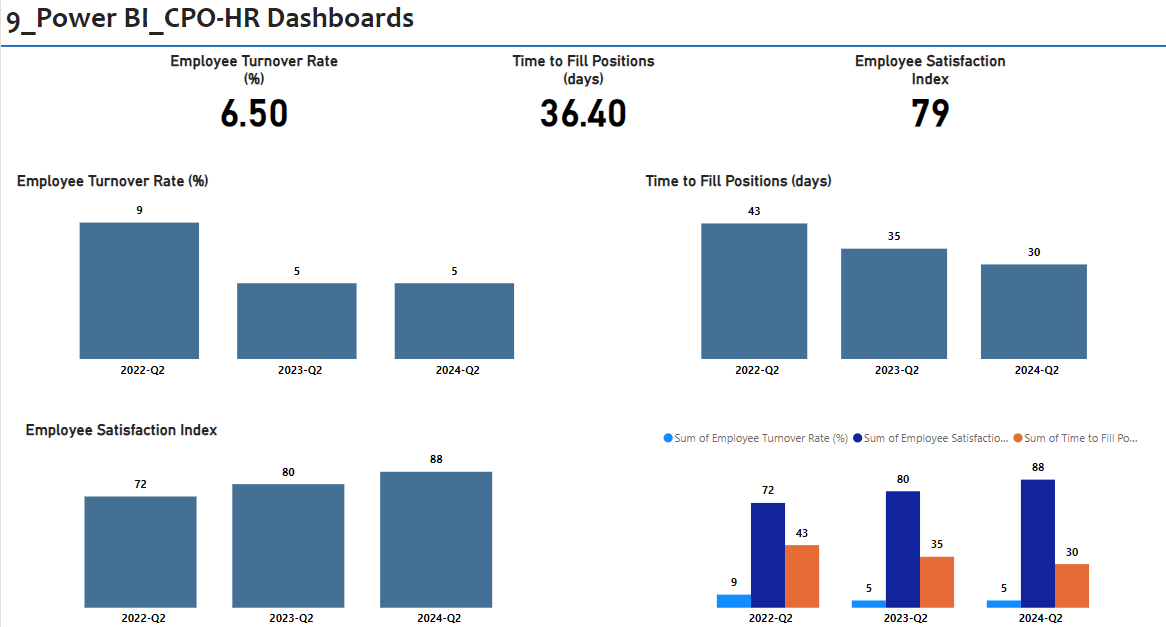 9_Power BI_CPO-HR Dashboards
Employee Turnover Rate
(%)
6.50
Time to Fill Positions
(days)
36.40
Employee Satisfaction
Index
79
Employee Turnover Rate (%)
9
5
5
2022-Q2
2023-Q2
2024-Q2
Time to Fill Positions (days)
43
35
30
2022-Q2
2023-Q2
2024-Q2
Employee Satisfaction Index
72
80
88
2022-Q2
2023-Q2
2024-Q2
Sum of Employee Turnover Rate (%) Sum of Employee Satisfactio... Sum of Time to Fill Po...
9
72
43
5
80
35
5
88
30
2022-Q2
2023-Q2
2024-Q2